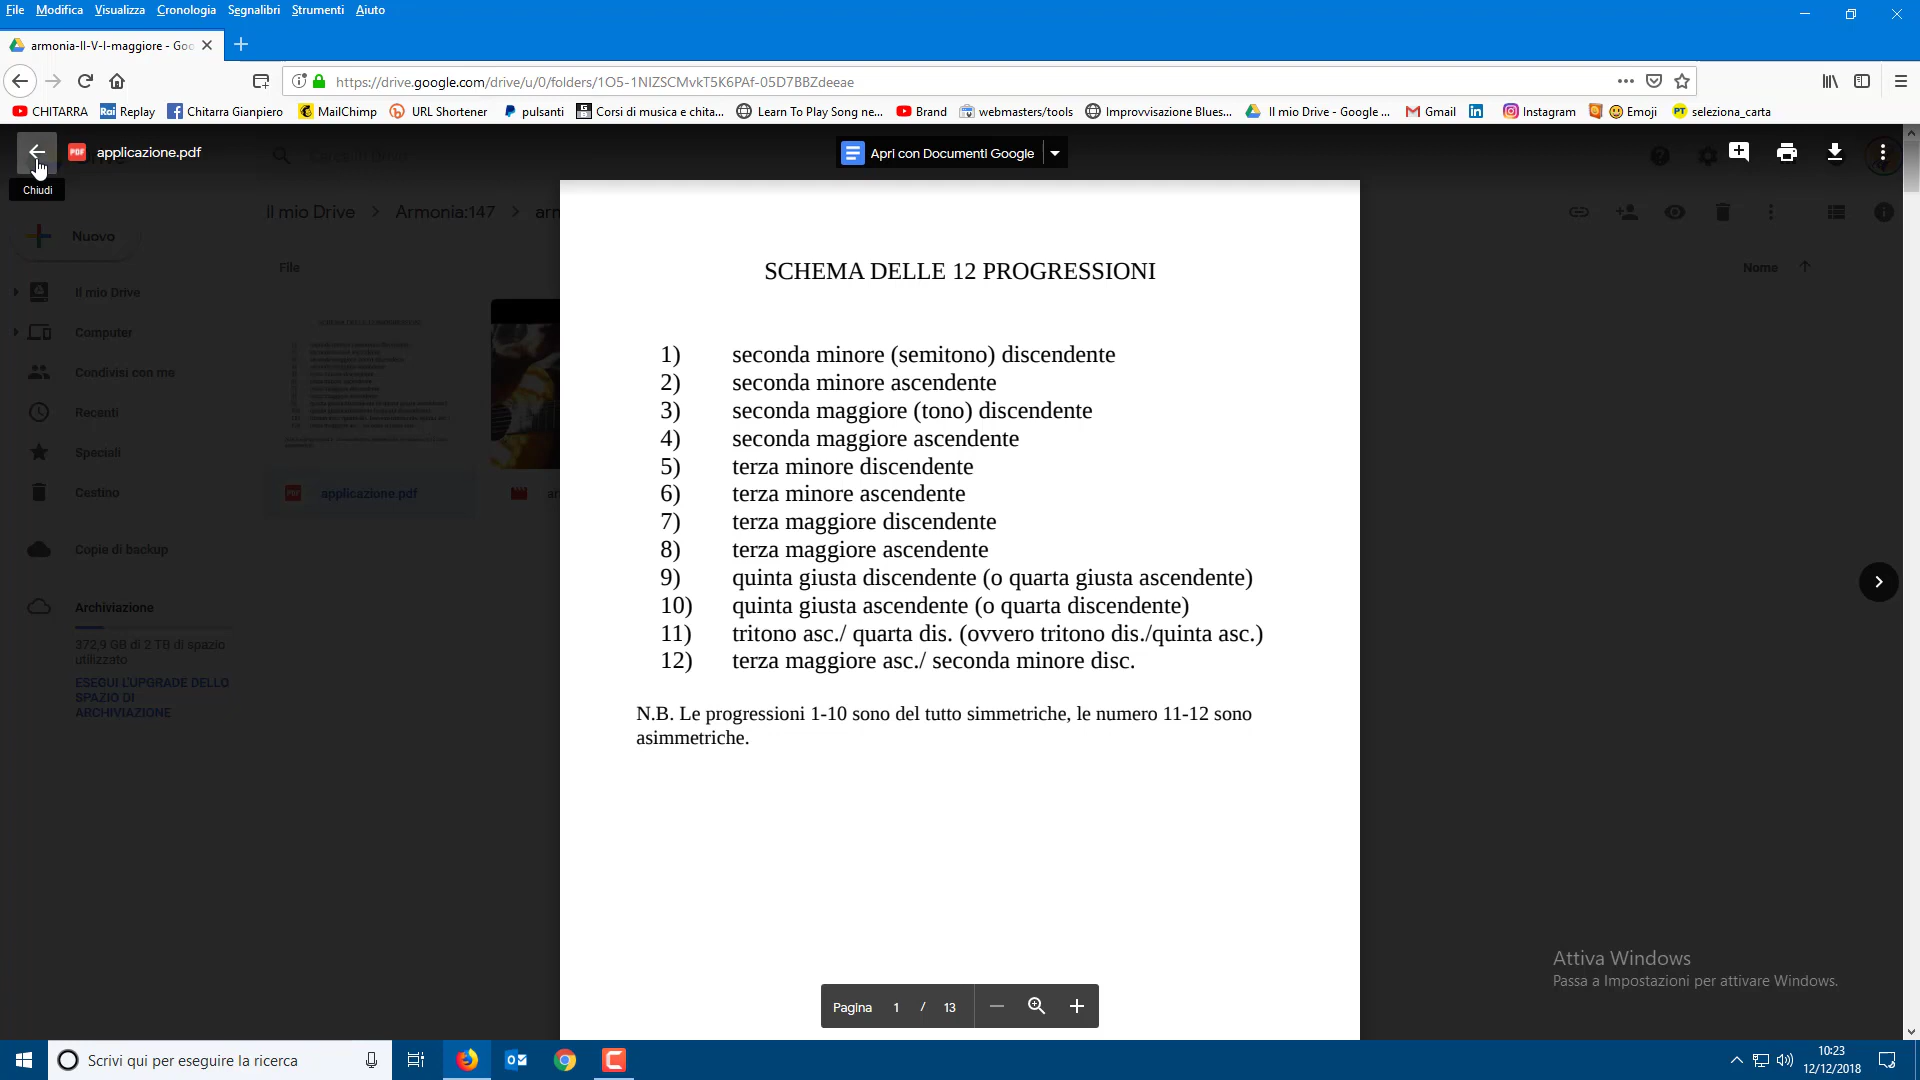 File Modifica Visualizza Cronologia Segnalibri Strumenti Aiuto
armonia-II-V-I-maggiore - Goo
https://drive.google.com/drive/u/0/folders/1O5-1NIZSCMvkT5K6PAf-05D7BBZdeeae
CHITARRA Rai Replay Chitarra Gianpiero MailChimp URL Shortener pulsanti Corsi di musica e chita... Learn To Play Song ne... Brand webmasters/tools Improvvisazione Blues... Il mio Drive - Google ... Gmail Instagram Emoji seleziona_carta
PDF applicazione.pdf
Apri con Documenti Google
Chiudi
Il mio Drive > Armonia:147 > arm
Nuovo
File
Nome
Il mio Drive
Computer
Condivisi con me
Recenti
Speciali
Cestino
PDF applicazione.pdf
ar
Copie di backup
Archiviazione
372,9 GB di 2 TB di spazio
utilizzato
ESEGUI L'UPGRADE DELLO
SPAZIO DI
ARCHIVIAZIONE
SCHEMA DELLE 12 PROGRESSIONI
1) seconda minore (semitono) discendente
2) seconda minore ascendente
3) seconda maggiore (tono) discendente
4) seconda maggiore ascendente
5) terza minore discendente
6) terza minore ascendente
7) terza maggiore discendente
8) terza maggiore ascendente
9) quinta giusta discendente (o quarta giusta ascendente)
10) quinta giusta ascendente (o quarta discendente)
11) tritono asc./ quarta dis. (ovvero tritono dis./quinta asc.)
12) terza maggiore asc./ seconda minore disc.
N.B. Le progressioni 1-10 sono del tutto simmetriche, le numero 11-12 sono
asimmetriche.
Attiva Windows
Passa a Impostazioni per attivare Windows.
Pagina 1 / 13
Scrivi qui per eseguire la ricerca
10:23
12/12/2018